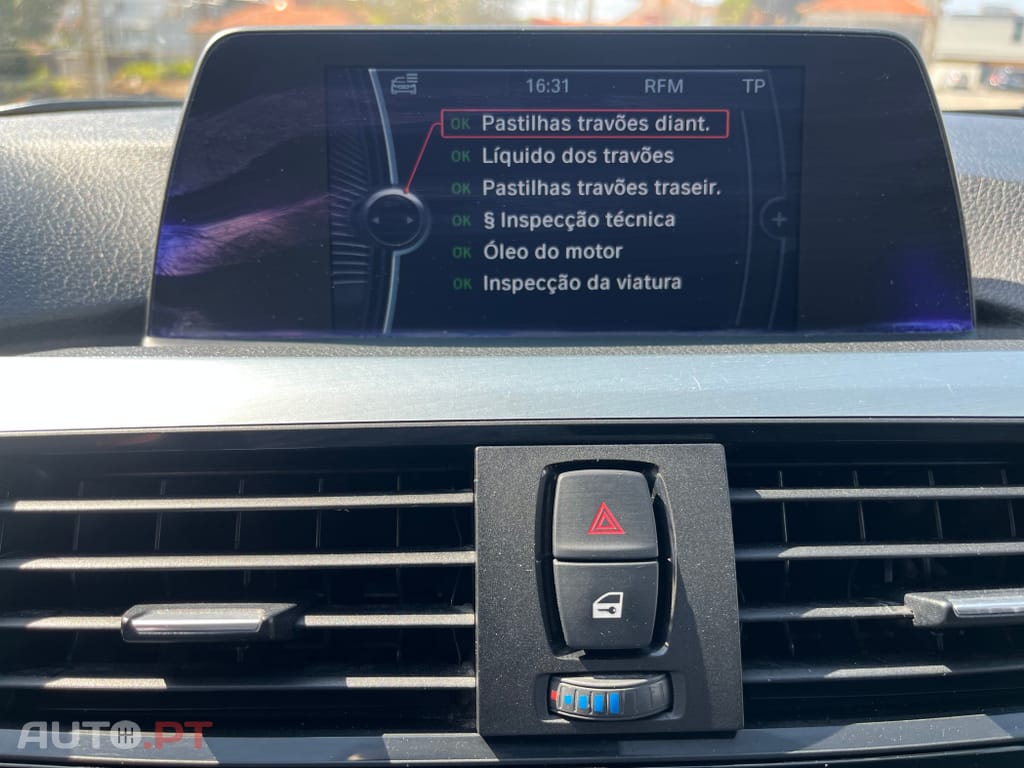 16:31 RFM TP
OK Pastilhas travões diant.
OK Líquido dos travões
OK Pastilhas travões traseir.
OK § Inspecção técnica
OK Óleo do motor
OK Inspecção da viatura
AUTO.PT